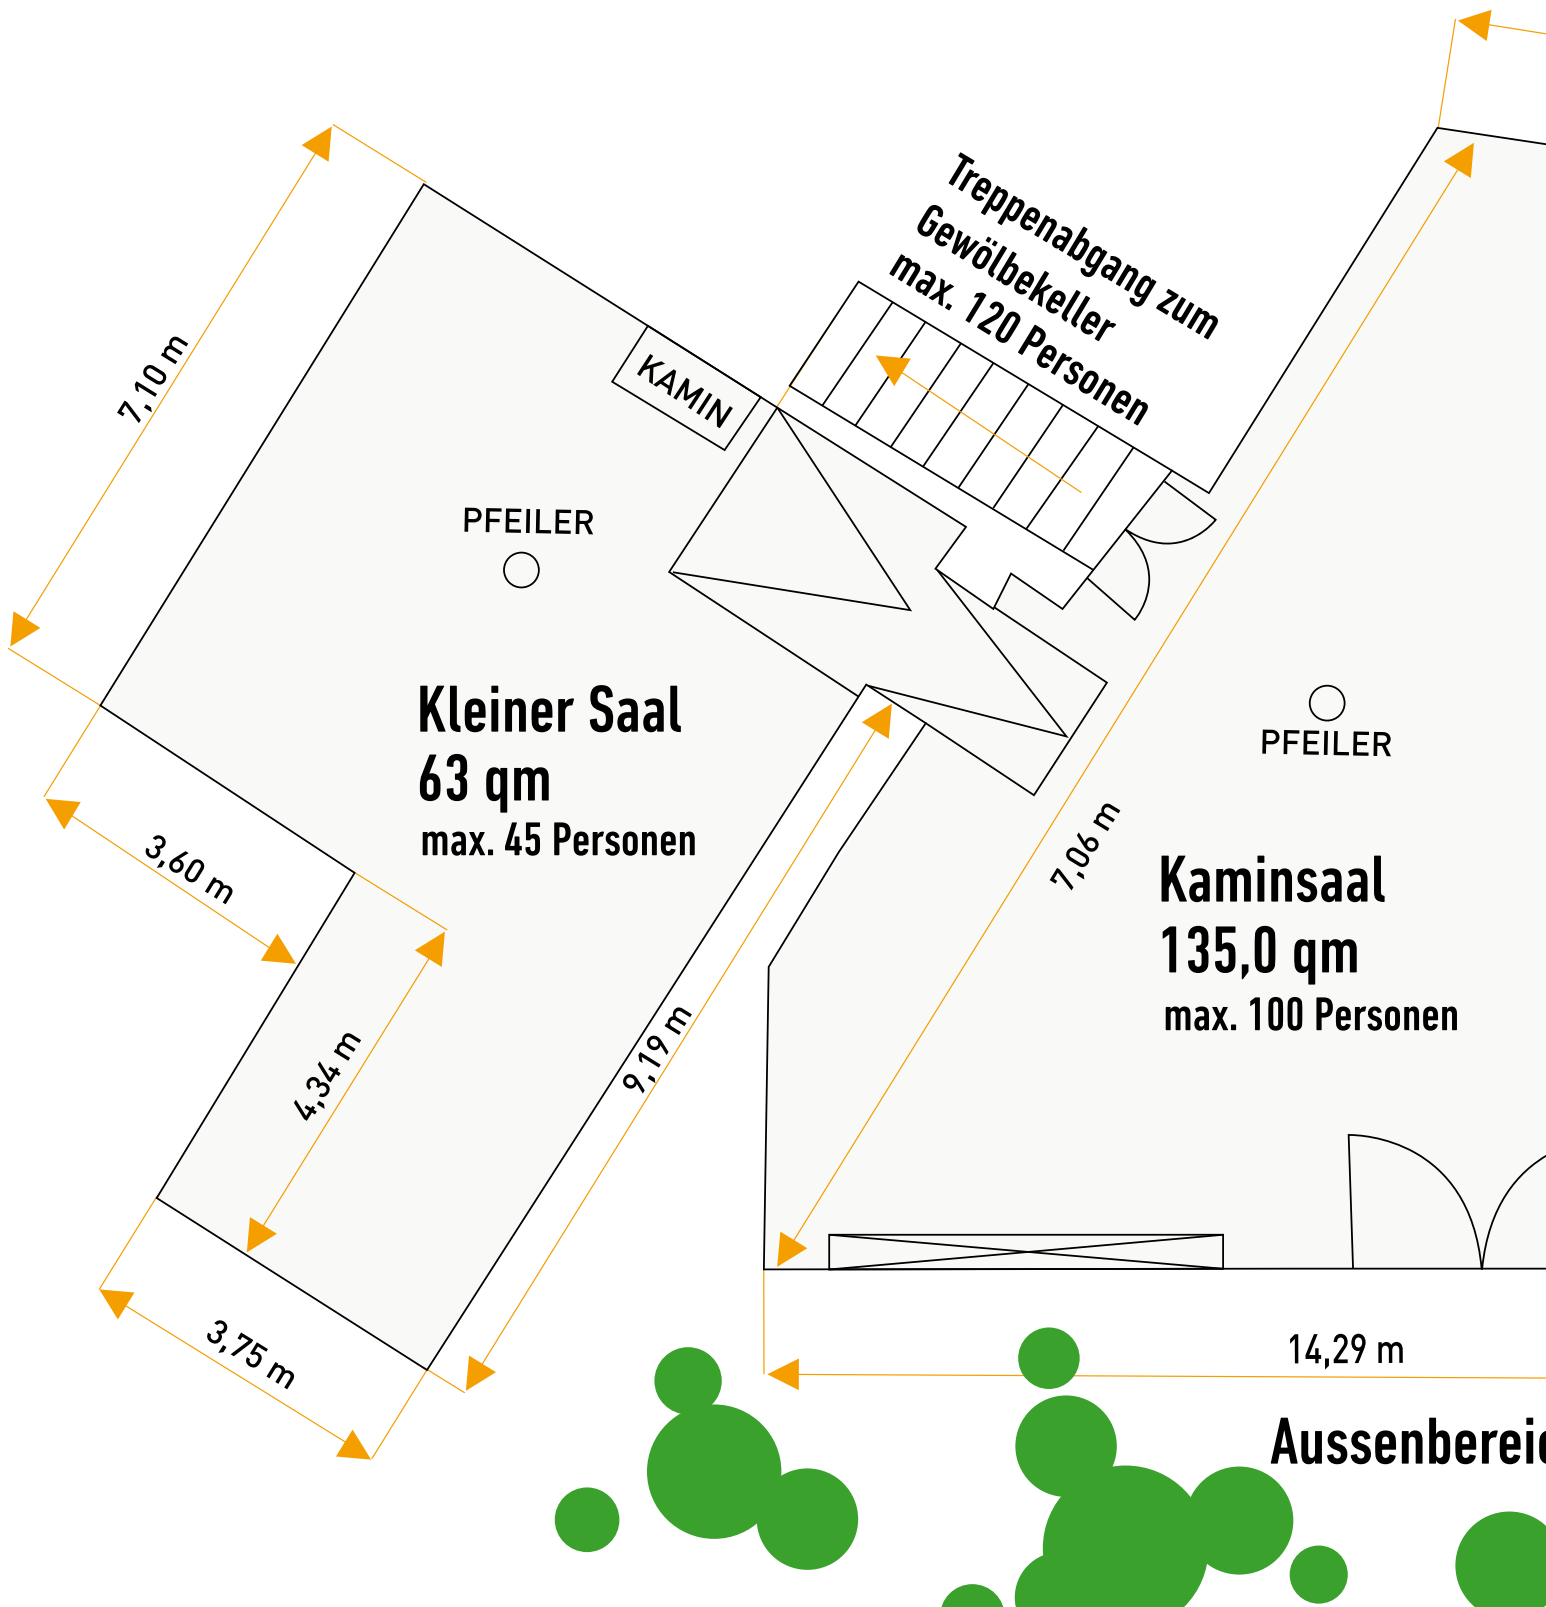 Treppenabgang zum
Gewölbekeller
max. 120 Personen
7,10 m
KAMIN
PFEILER
Kleiner Saal
63 qm
max. 45 Personen
PFEILER
7,06 m
Kaminsaal
135,0 qm
max. 100 Personen
3,60 m
4,34 m
9,19 m
3,75 m
14,29 m
Aussenbereic